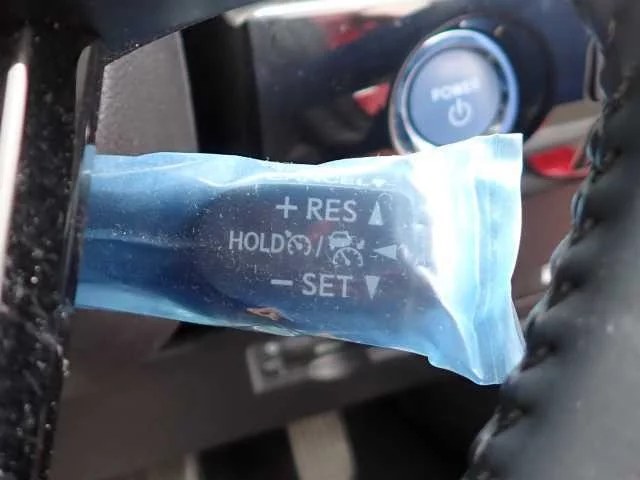 POWER
+ RES ▲
HOLD / ◄
− SET ▼